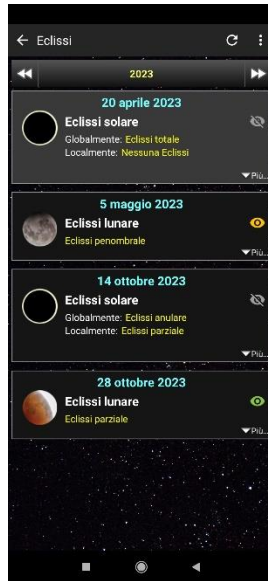 Eclissi
2023
20 aprile 2023
Eclissi solare
Globalmente: Eclissi totale
Localmente: Nessuna Eclissi
Più...
5 maggio 2023
Eclissi lunare
Eclissi penombrale
Più...
14 ottobre 2023
Eclissi solare
Globalmente: Eclissi anulare
Localmente: Eclissi parziale
Più...
28 ottobre 2023
Eclissi lunare
Eclissi parziale
Più...